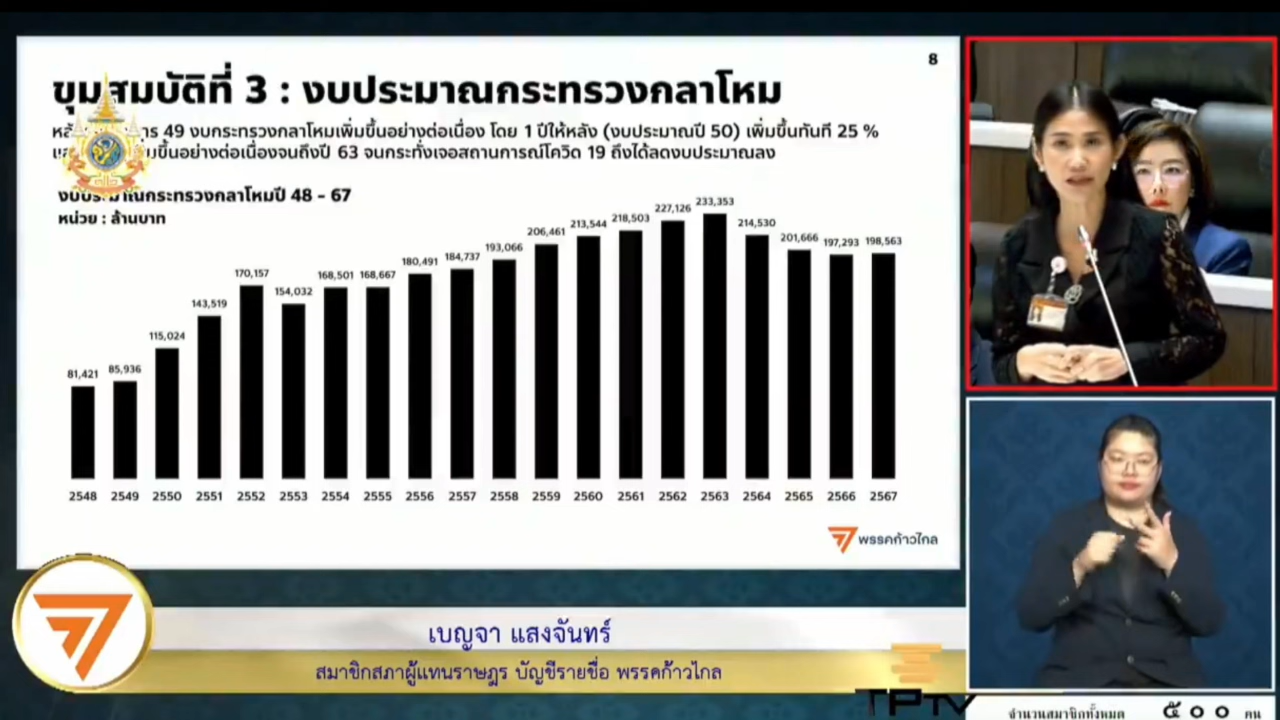 8
ขุมสมบัติที่ 3 : งบประมาณกระทรวงกลาโหม
49 งบกระทรวงกลาโหมเพิ่มขึ้นอย่างต่อเนื่อง โดย 1 ปีให้หลัง (งบประมาณปี 50) เพิ่มขึ้นทันที 25 %
ขึ้นอย่างต่อเนื่องจนถึงปี 63 จนกระทั่งเจอสถานการณ์โควิด 19 ถึงได้ลดงบประมาณลง
งบประมาณกระทรวงกลาโหมปี 48 - 67
หน่วย : ล้านบาท
81,421 85,936 115,024 143,519 170,157 154,032 168,501 168,667 180,491 184,737 193,066 206,461 213,544 218,503 227,126 233,353 214,530 201,666 197,293 198,563
2548 2549 2550 2551 2552 2553 2554 2555 2556 2557 2558 2559 2560 2561 2562 2563 2564 2565 2566 2567
พรรคก้าวไกล
เบญจา แสงจันทร์
สมาชิกสภาผู้แทนราษฎร บัญชีรายชื่อ พรรคก้าวไกล
TPTV
จำนวนสมาชิกทั้งหมด ๕๐๐ คน